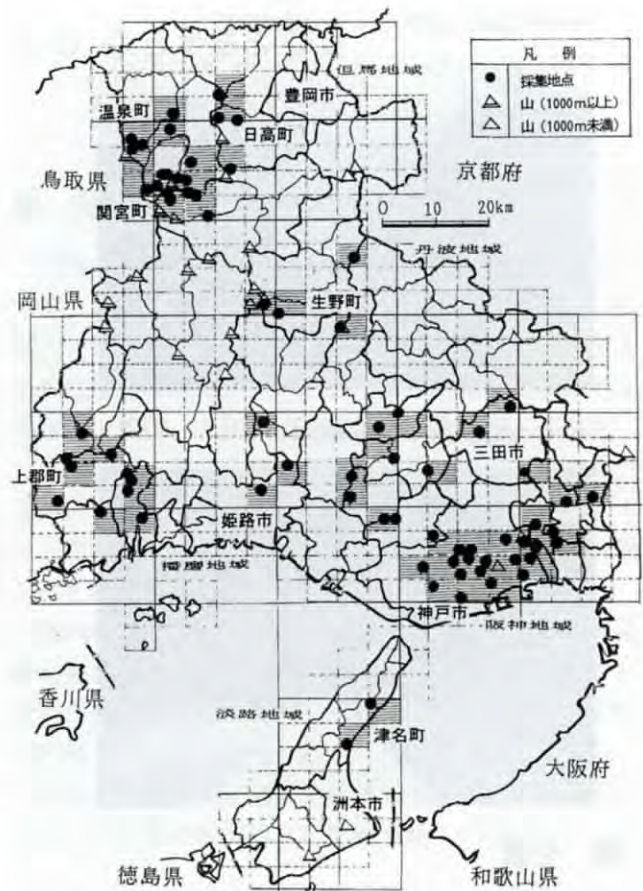 凡 例
採集地点
山 (1000m以上)
山 (1000m未満)
但馬地域
豊岡市
温泉町
日高町
鳥取県
京都府
関宮町
0 10 20km
丹波地域
岡山県
生野町
三田市
上郡町
姫路市
播磨地域
神戸市
阪神地域
香川県
淡路地域
津名町
大阪府
洲本市
徳島県
和歌山県